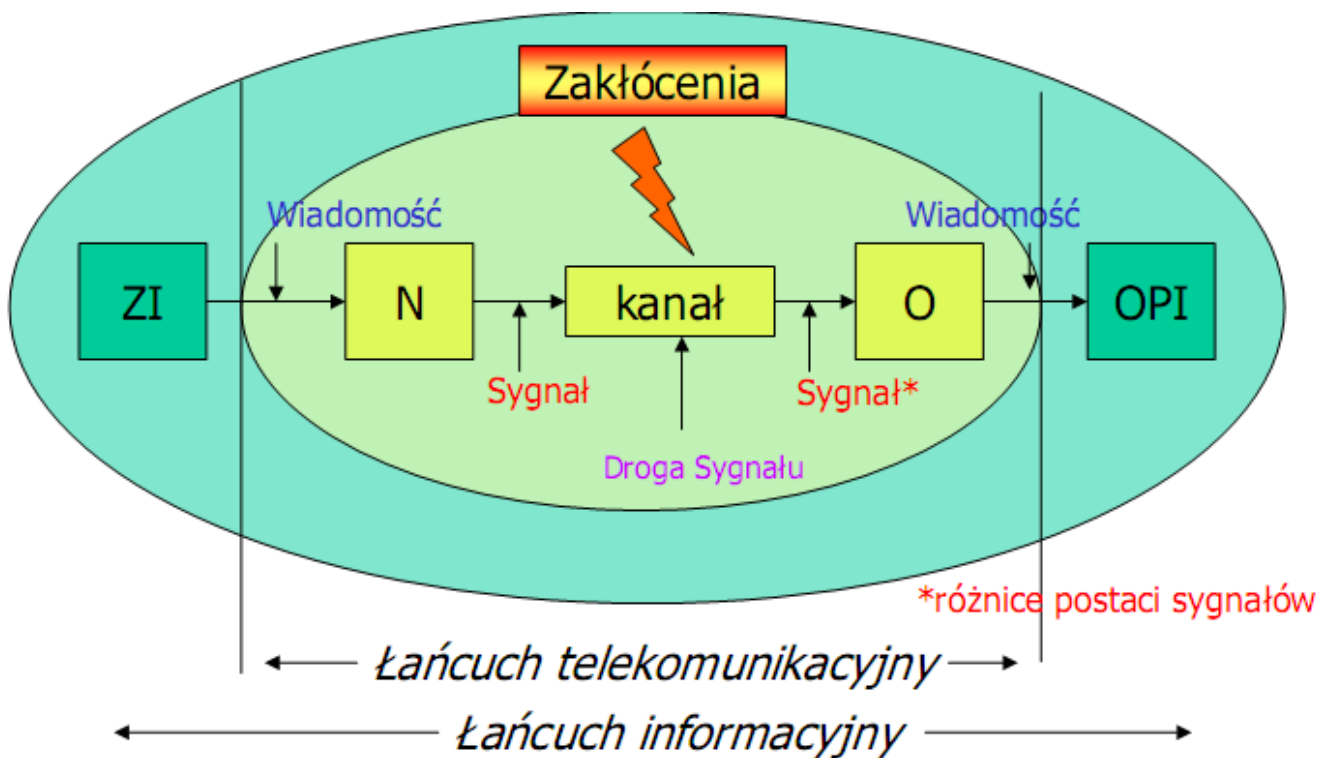 Zakłócenia
Wiadomość
Wiadomość
ZI
N
kanał
O
OPI
Sygnał
Sygnał*
Droga Sygnału
*różnice postaci sygnałów
Łańcuch telekomunikacyjny
Łańcuch informacyjny